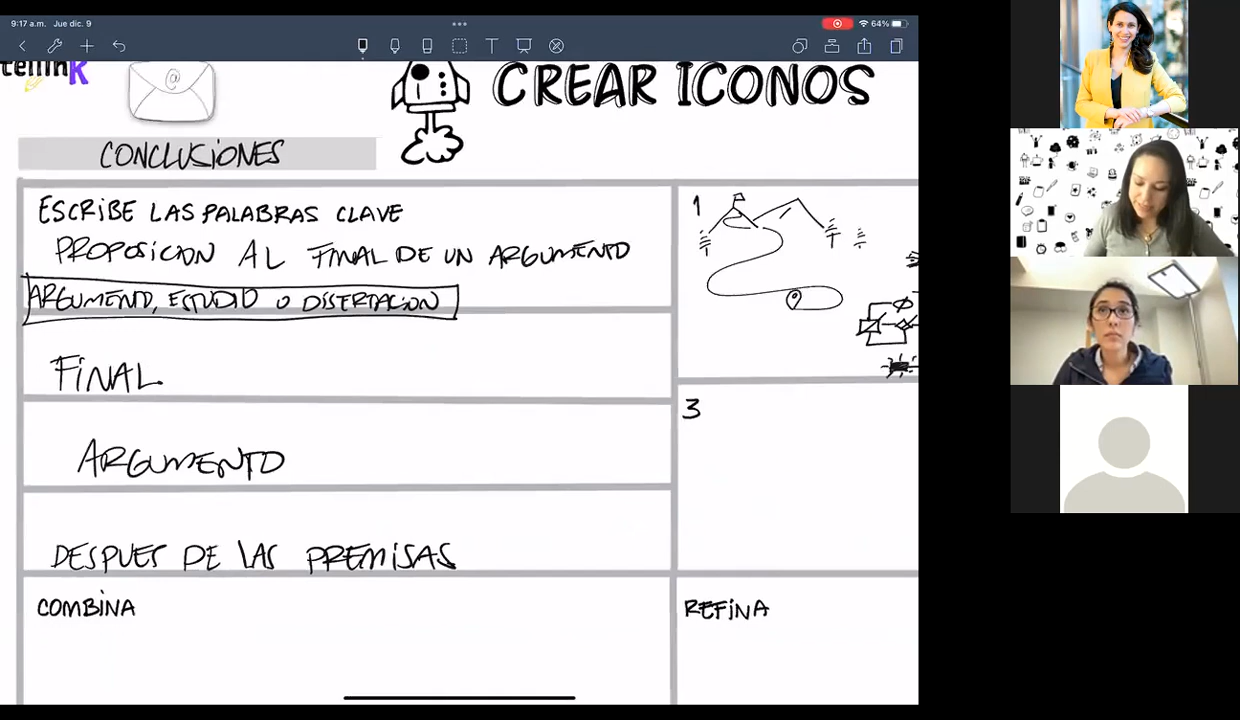 9:17 a.m. Jue dic. 9
64%
tellinK
@
CREAR ICONOS
CONCLUSiONES
ESCRIBE LAS PALABRAS CLAVE
PROPOSICION AL FINAL DE UN ARGUMENTO
ARGUMENTO, ESTUDIO O DISERTACION
FiNAL
ARGUMENTO
DESPUES DE LAS PREMISAS
COMBiNA
1
3
REFiNA